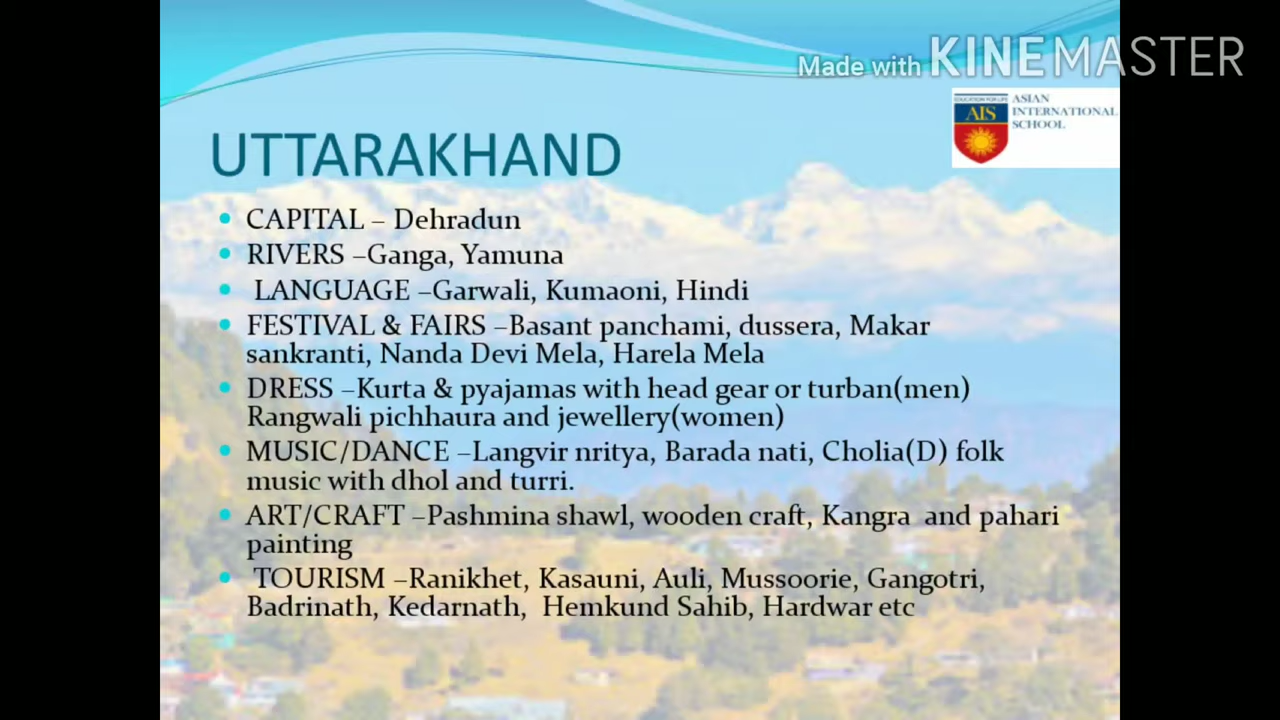 Made with KINEMASTER
EDUCATION FOR LIFE
AIS
ASIAN
INTERNATIONAL
SCHOOL
UTTARAKHAND
CAPITAL – Dehradun
RIVERS –Ganga, Yamuna
LANGUAGE –Garwali, Kumaoni, Hindi
FESTIVAL & FAIRS –Basant panchami, dussera, Makar
sankranti, Nanda Devi Mela, Harela Mela
DRESS –Kurta & pyajamas with head gear or turban(men)
Rangwali pichhaura and jewellery(women)
MUSIC/DANCE –Langvir nritya, Barada nati, Cholia(D) folk
music with dhol and turri.
ART/CRAFT –Pashmina shawl, wooden craft, Kangra and pahari
painting
TOURISM –Ranikhet, Kasauni, Auli, Mussoorie, Gangotri,
Badrinath, Kedarnath, Hemkund Sahib, Hardwar etc